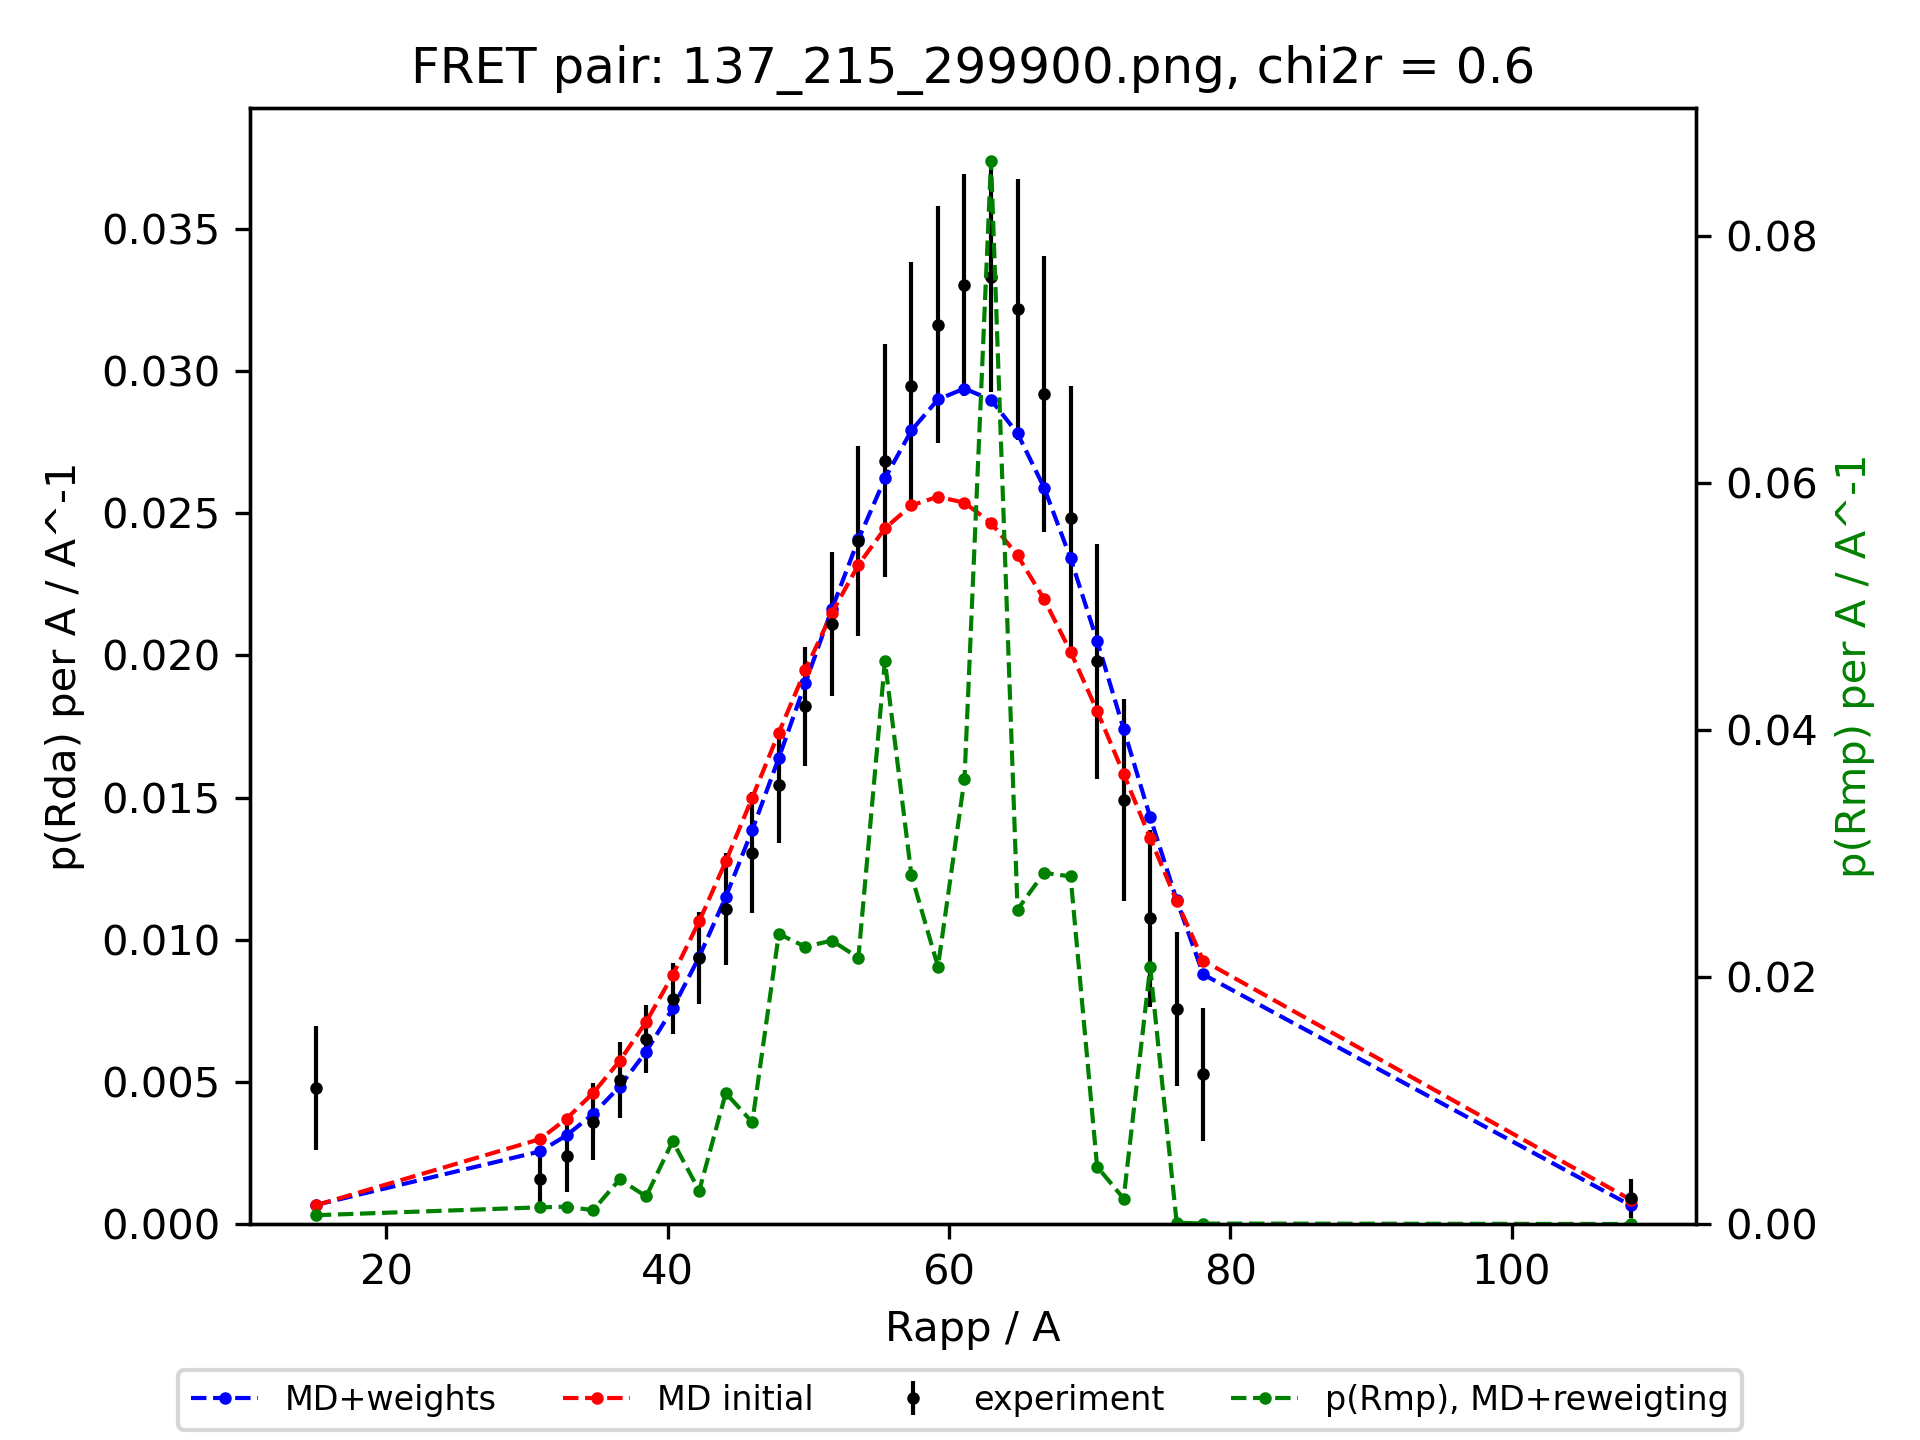 FRET pair: 137_215_299900.png, chi2r = 0.6
p(Rda) per A / A^-1
0.035
0.030
0.025
0.020
0.015
0.010
0.005
0.000
0.08
0.06
0.04
0.02
0.00
p(Rmp) per A / A^-1
20 40 60 80 100
Rapp / A
MD+weights MD initial experiment p(Rmp), MD+reweigting